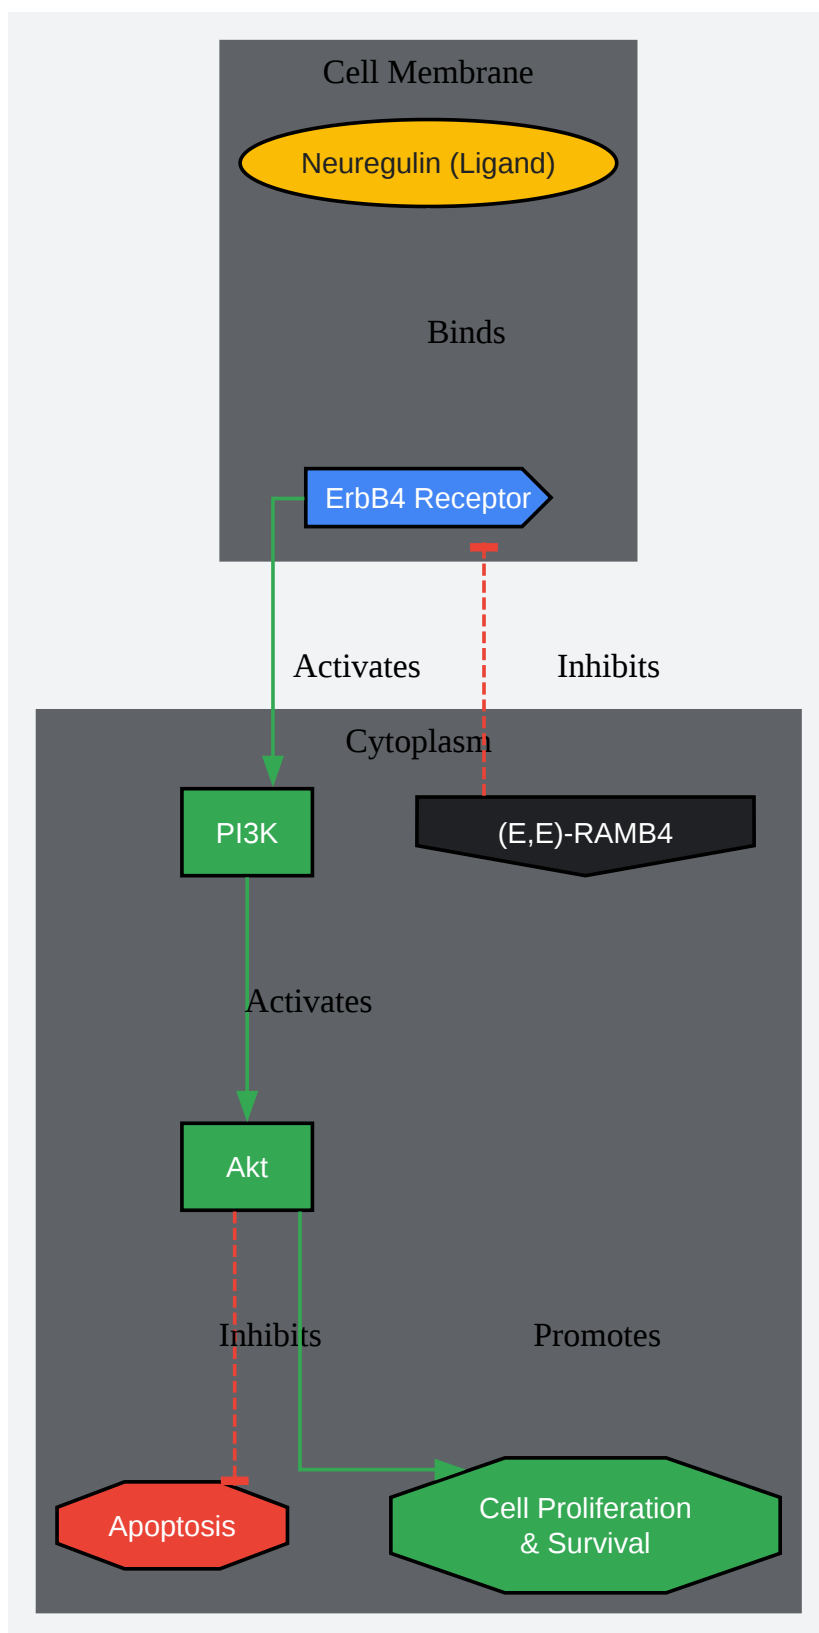 Cell Membrane
Neuregulin (Ligand)
Binds
ErbB4 Receptor
Activates
Inhibits
Cytoplasm
PI3K
(E,E)-RAMB4
Activates
Akt
Inhibits
Promotes
Apoptosis
Cell Proliferation
& Survival